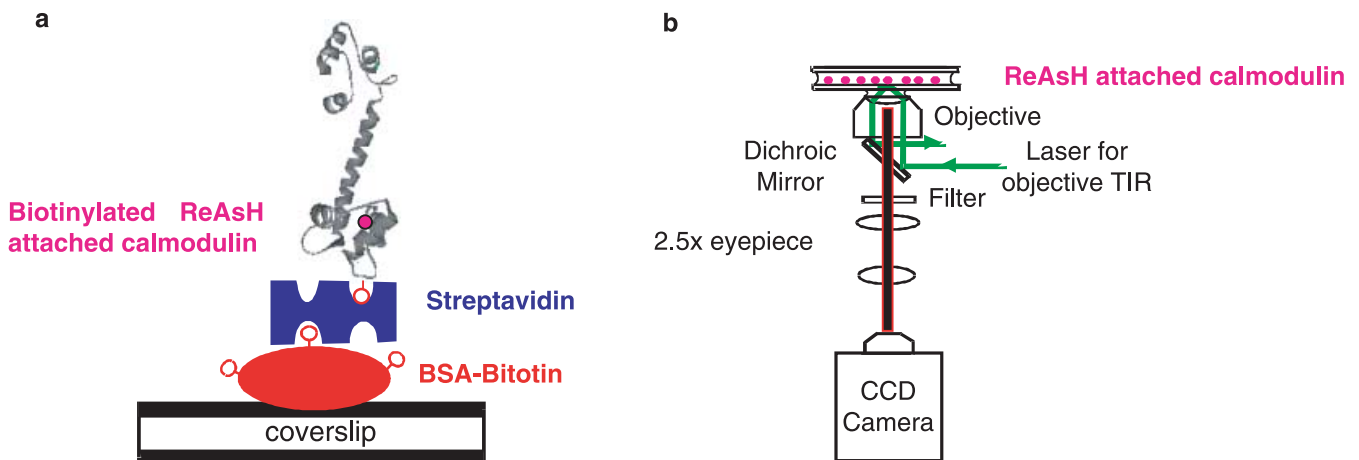 a
Biotinylated ReAsH
attached calmodulin
Streptavidin
BSA-Bitotin
coverslip
b
ReAsH attached calmodulin
Objective
Dichroic
Mirror
Laser for
objective TIR
Filter
2.5x eyepiece
CCD
Camera